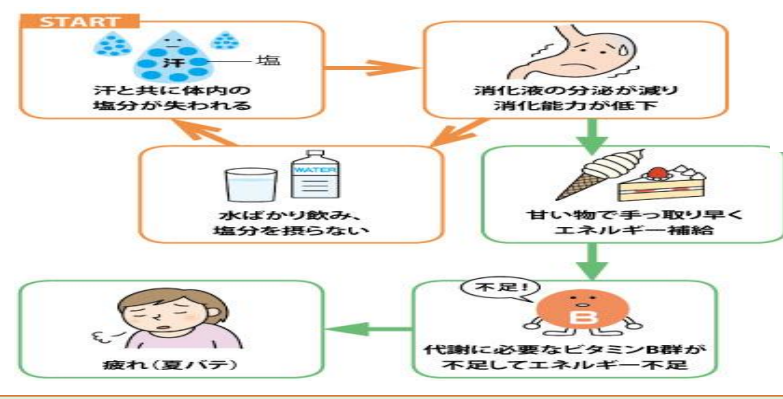 START
汗
塩
汗と共に体内の
塩分が失われる
消化液の分泌が減り
消化能力が低下
WATER
水ばかり飲み、
塩分を摂らない
甘い物で手っ取り早く
エネルギー補給
不足!
B
代謝に必要なビタミンB群が
不足してエネルギー不足
疲れ(夏バテ)